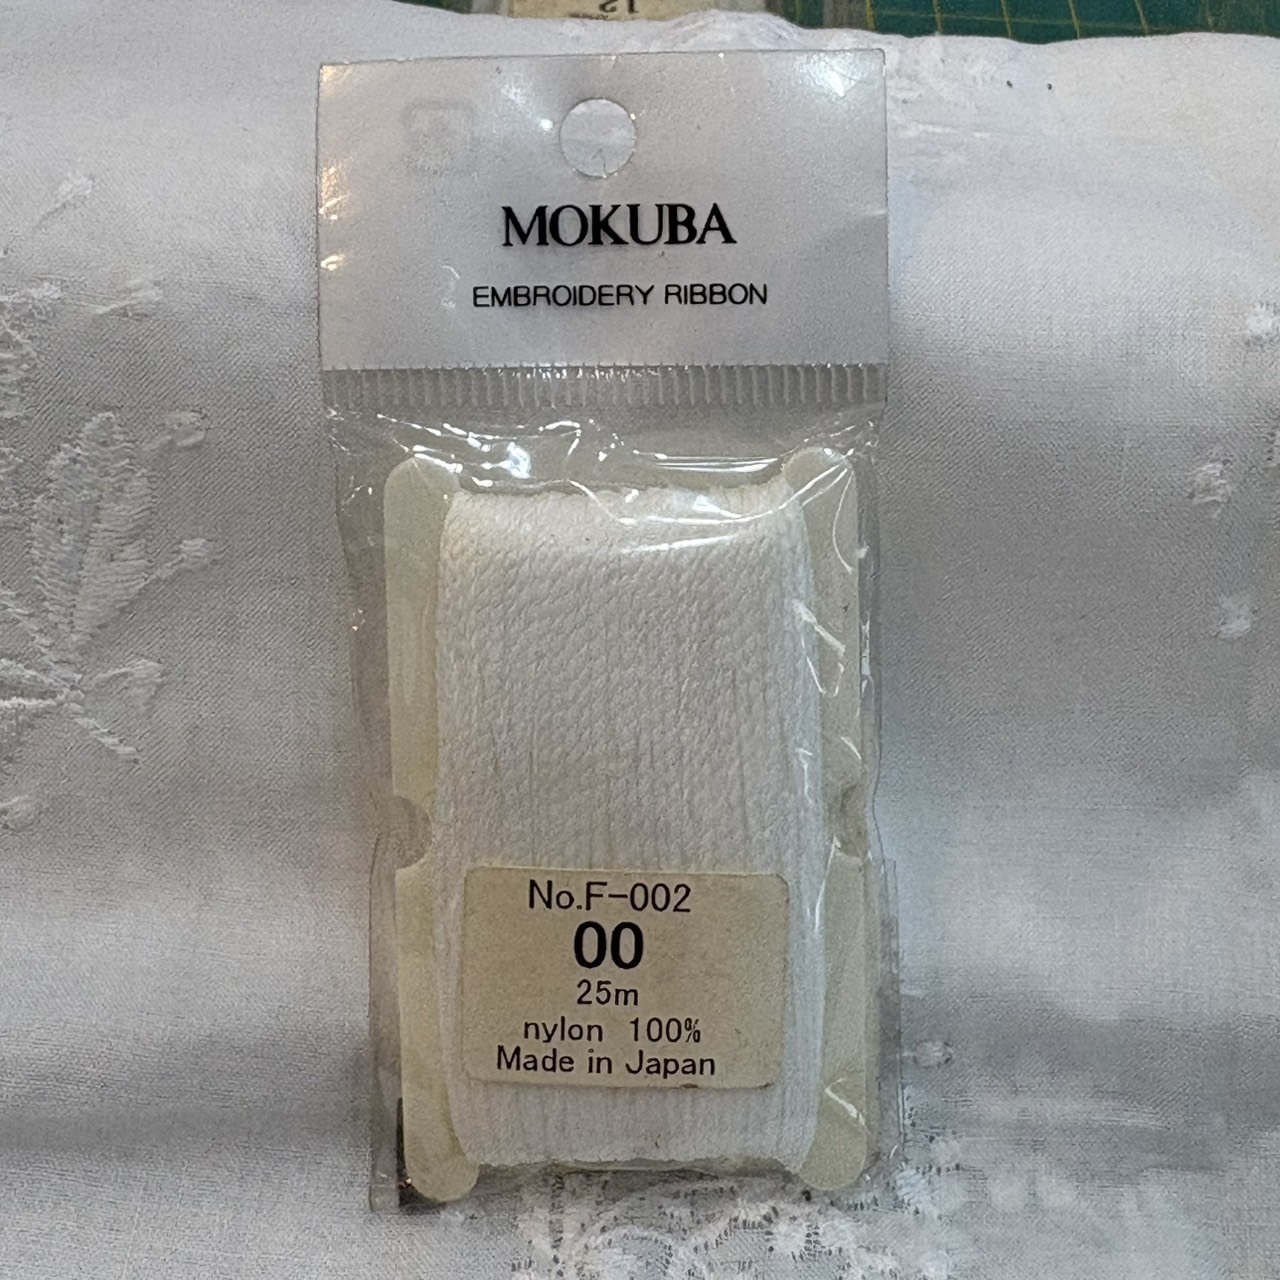 MOKUBA
EMBROIDERY RIBBON
No.F-002
00
25m
nylon 100%
Made in Japan